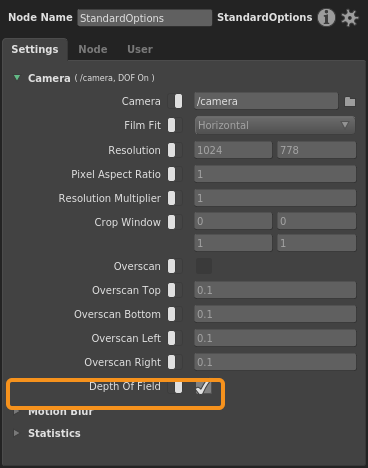 Node Name StandardOptions StandardOptions
Settings Node User
Camera ( /camera, DOF On )
Camera /camera
Film Fit Horizontal
Resolution 1024 778
Pixel Aspect Ratio 1
Resolution Multiplier 1
Crop Window 0 0
1 1
Overscan
Overscan Top 0.1
Overscan Bottom 0.1
Overscan Left 0.1
Overscan Right 0.1
Depth Of Field
Motion Blur
Statistics